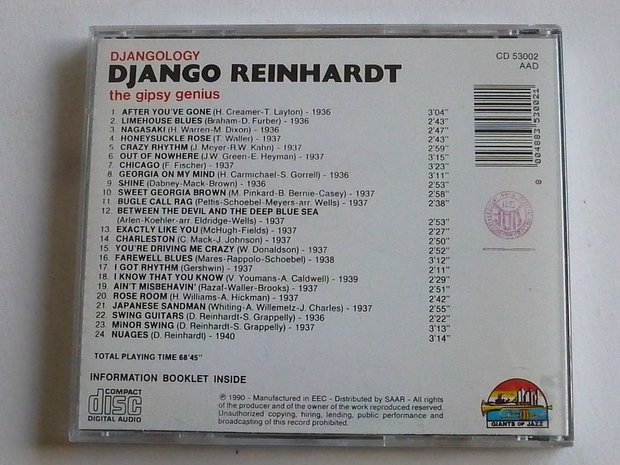 DJANGOLOGY
DJANGO REINHARDT
the gipsy genius
CD 53002
AAD
1. AFTER YOU'VE GONE (H. Creamer-T. Layton) - 1936 3'04"
2. LIMEHOUSE BLUES (Braham-D. Furber) - 1936 2'43"
3. NAGASAKI (H. Warren-M. Dixon) - 1936 2'47"
4. HONEYSUCKLE ROSE (T. Waller) - 1937 2'43"
5. CRAZY RHYTHM (J. Meyer-R.W. Kahn) - 1937 2'59"
6. OUT OF NOWHERE (J.W. Green-E. Heyman) - 1937 3'15"
7. CHICAGO (F. Fischer) - 1937 3'23"
8. GEORGIA ON MY MIND (H. Carmichael-S. Gorrell) - 1936 3'11"
9. SHINE (Dabney-Mack-Brown) - 1936 2'53"
10. SWEET GEORGIA BROWN (M. Pinkard-B. Bernie-Casey) - 1937 2'58"
11. BUGLE CALL RAG (Pettis-Schoebel-Meyers-arr. Wells) - 1937 2'38"
12. BETWEEN THE DEVIL AND THE DEEP BLUE SEA
(Arlen-Koehler-arr. Eldridge-Wells) - 1937 2'53"
13. EXACTLY LIKE YOU (McHugh-Fields) - 1937 2'27"
14. CHARLESTON (C. Mack-J. Johnson) - 1937 2'50"
15. YOU'RE DRIVING ME CRAZY (W. Donaldson) - 1937 2'52"
16. FAREWELL BLUES (Mares-Rappolo-Schoebel) - 1938 3'12"
17. I GOT RHYTHM (Gershwin) - 1937 2'11"
18. I KNOW THAT YOU KNOW (V. Youmans-A. Caldwell) - 1939 2'29"
19. AIN'T MISBEHAVIN' (Razal-Waller-Brooks) - 1937 2'51"
20. ROSE ROOM (H. Williams-A. Hickman) - 1937 2'42"
21. JAPANESE SANDMAN (Whiting-A. Willemetz-J. Charles) - 1937 2'55"
22. SWING GUITARS (D. Reinhardt-S. Grappelly) - 1936 2'22"
23. MINOR SWING (D. Reinhardt-S. Grappelly) - 1937 3'13"
24. NUAGES (D. Reinhardt) - 1940 3'14"
TOTAL PLAYING TIME 68'45"
INFORMATION BOOKLET INSIDE
COMPACT
disc
DIGITAL AUDIO
℗ 1990 - Manufactured in EEC - Distributed by SAAR - All rights
of the producer and of the owner of the work reproduced reserved.
Unauthorized copying, hiring, lending, public performance and
broadcasting of this record prohibited.
GIANTS OF JAZZ
8 004883 530021